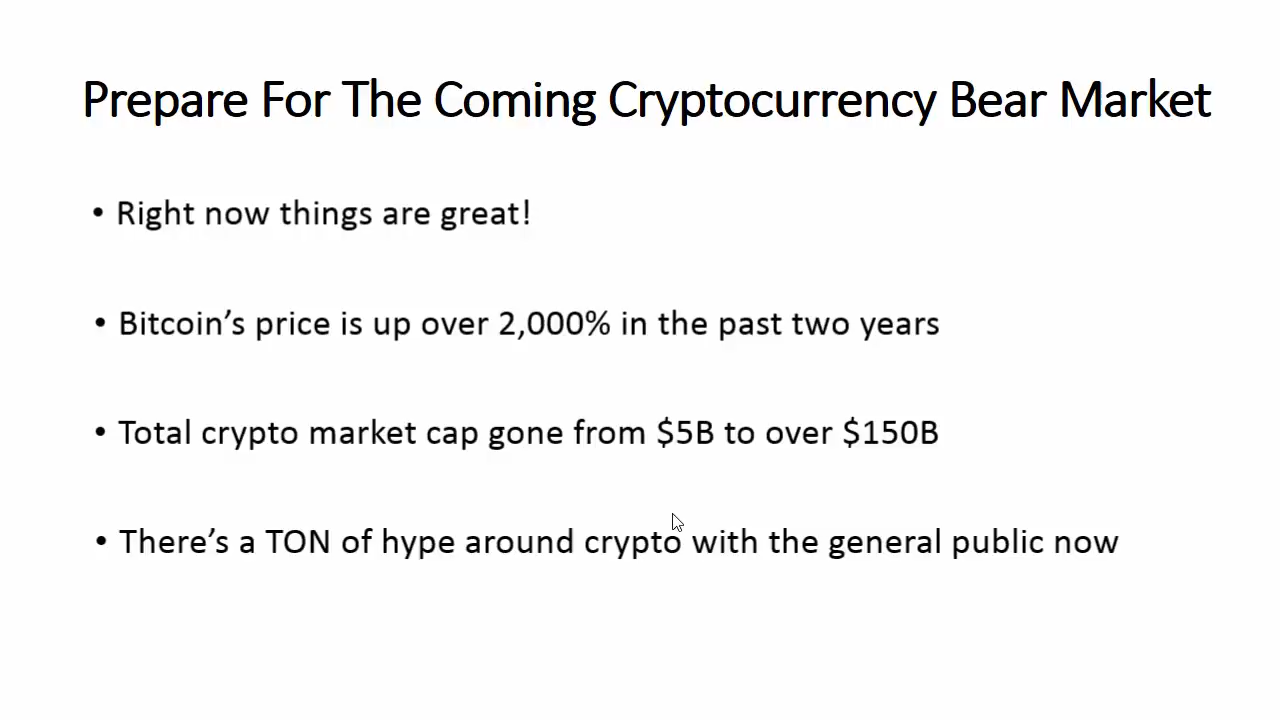 Prepare For The Coming Cryptocurrency Bear Market
• Right now things are great!
• Bitcoin’s price is up over 2,000% in the past two years
• Total crypto market cap gone from $5B to over $150B
• There’s a TON of hype around crypto with the general public now